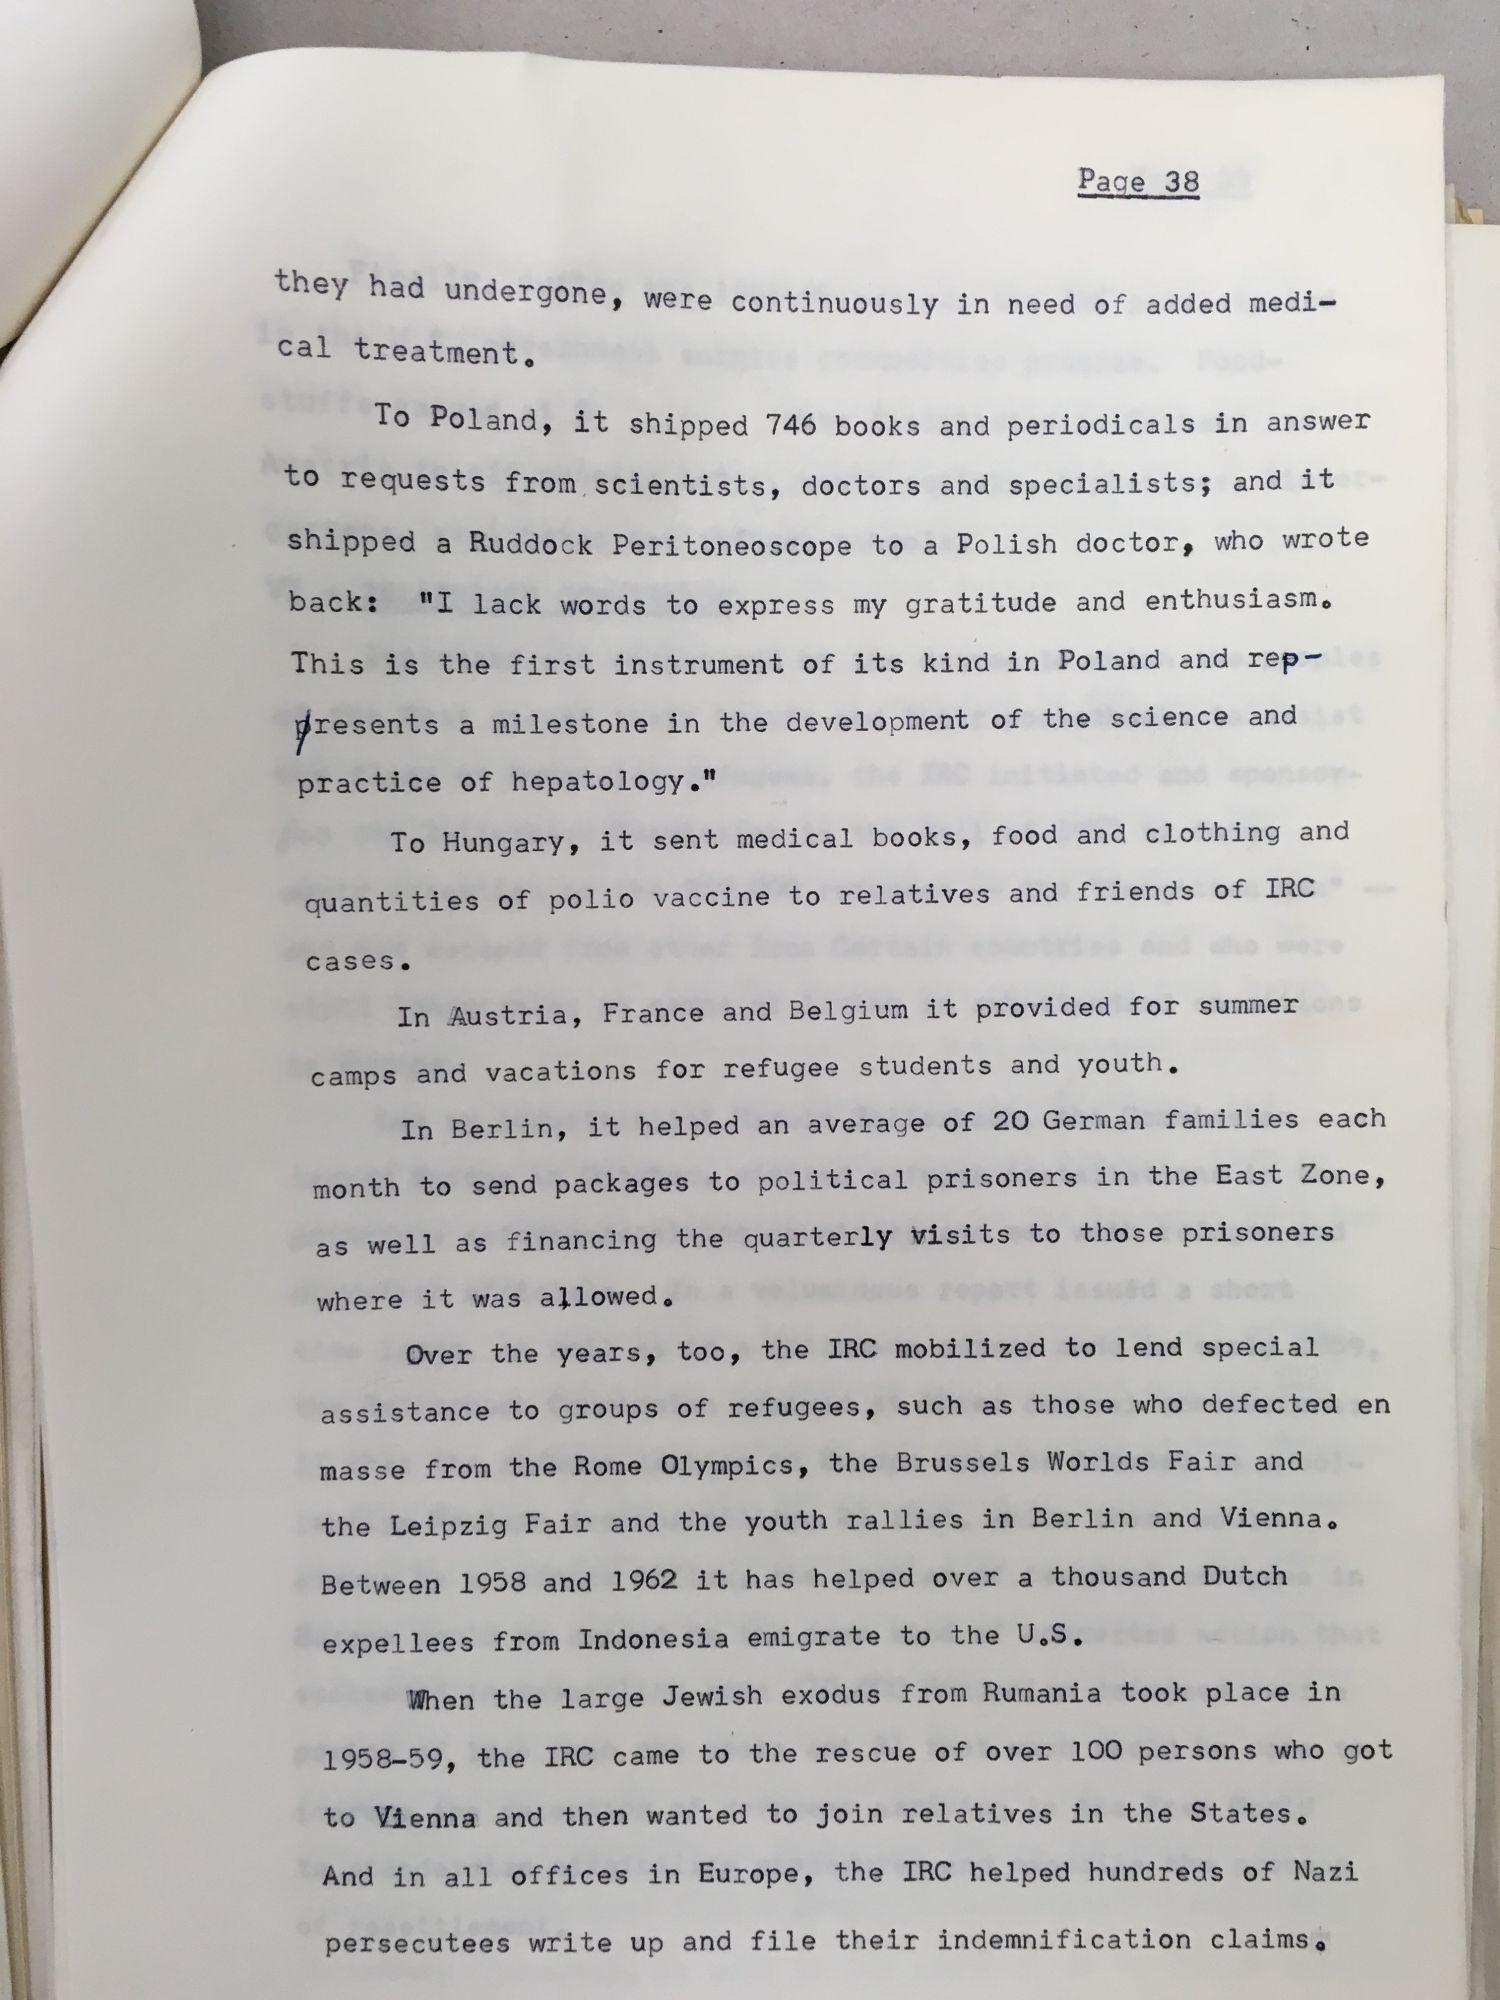 Page 38
they had undergone, were continuously in need of added medi-
cal treatment.
To Poland, it shipped 746 books and periodicals in answer
to requests from scientists, doctors and specialists; and it
shipped a Ruddock Peritoneoscope to a Polish doctor, who wrote
back:  "I lack words to express my gratitude and enthusiasm.
This is the first instrument of its kind in Poland and rep-
resents a milestone in the development of the science and
practice of hepatology."
To Hungary, it sent medical books, food and clothing and
quantities of polio vaccine to relatives and friends of IRC
cases.
In Austria, France and Belgium it provided for summer
camps and vacations for refugee students and youth.
In Berlin, it helped an average of 20 German families each
month to send packages to political prisoners in the East Zone,
as well as financing the quarterly visits to those prisoners
where it was allowed.
Over the years, too, the IRC mobilized to lend special
assistance to groups of refugees, such as those who defected en
masse from the Rome Olympics, the Brussels Worlds Fair and
the Leipzig Fair and the youth rallies in Berlin and Vienna.
Between 1958 and 1962 it has helped over a thousand Dutch
expellees from Indonesia emigrate to the U.S.
When the large Jewish exodus from Rumania took place in
1958-59, the IRC came to the rescue of over 100 persons who got
to Vienna and then wanted to join relatives in the States.
And in all offices in Europe, the IRC helped hundreds of Nazi
persecutees write up and file their indemnification claims.